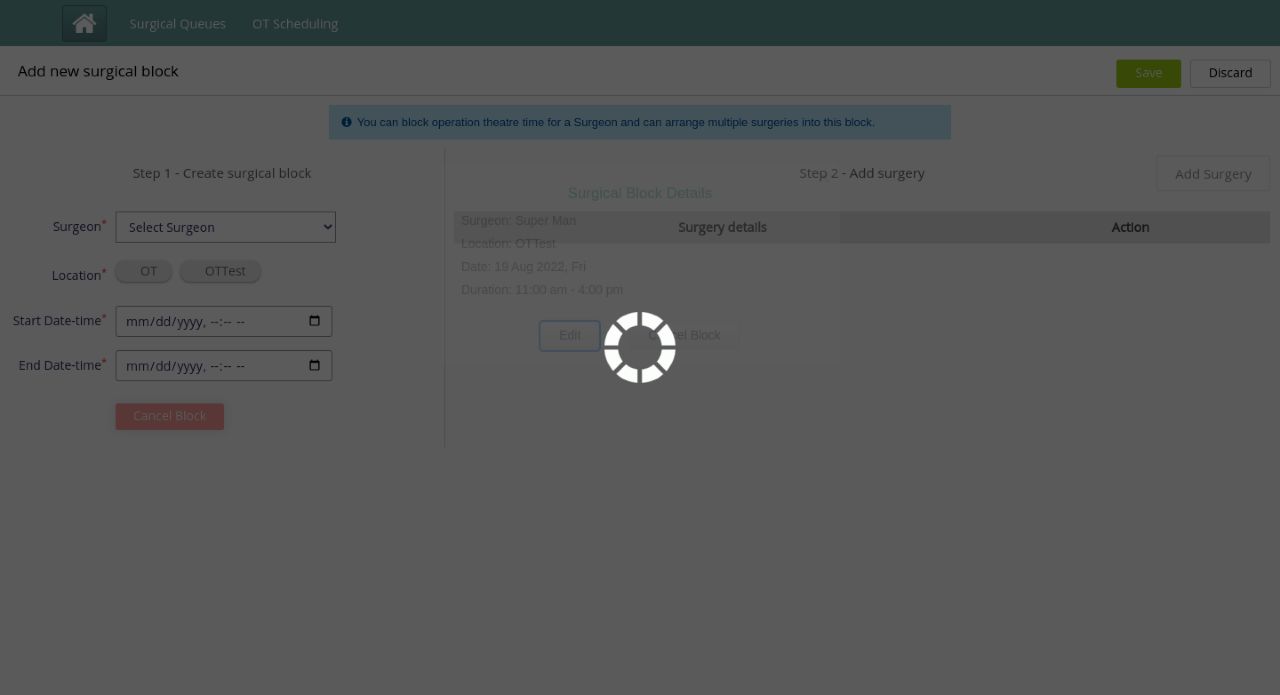 Surgical Queues OT Scheduling
Add new surgical block Save Discard
You can block operation theatre time for a Surgeon and can arrange multiple surgeries into this block.
Step 1 - Create surgical block
Surgeon* Select Surgeon
Location* OT OTTest
Start Date-time* mm/dd/yyyy, --:-- --
End Date-time* mm/dd/yyyy, --:-- --
Cancel Block
Step 2 - Add surgery Add Surgery
Surgery details Action
Surgical Block Details
Surgeon: Super Man
Location: OTTest
Date: 19 Aug 2022, Fri
Duration: 11:00 am - 4:00 pm
Edit Cancel Block